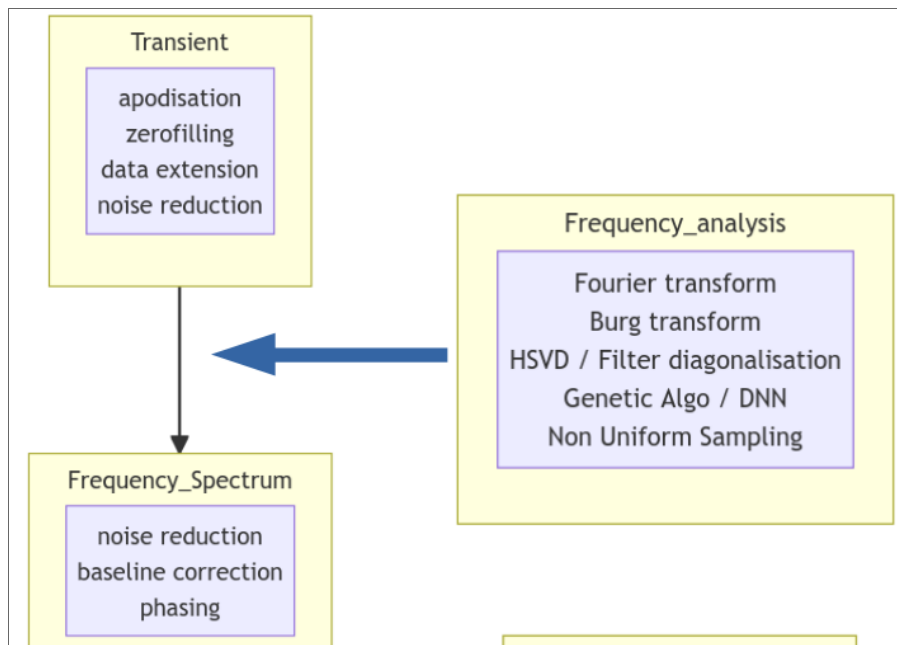 Transient
apodisation
zerofilling
data extension
noise reduction
Frequency_analysis
Fourier transform
Burg transform
HSVD / Filter diagonalisation
Genetic Algo / DNN
Non Uniform Sampling
Frequency_Spectrum
noise reduction
baseline correction
phasing